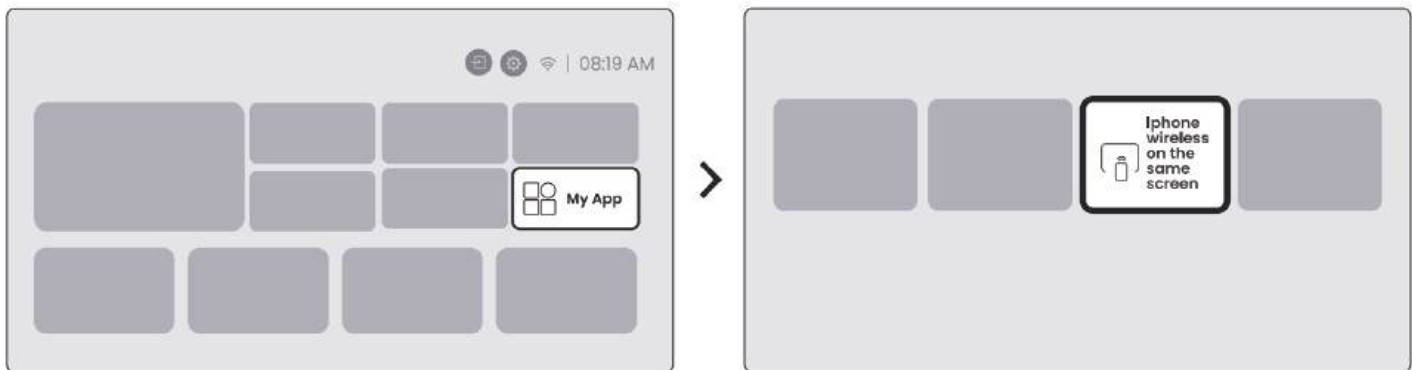 08:19 AM
My App
Iphone
wireless
on the
same
screen